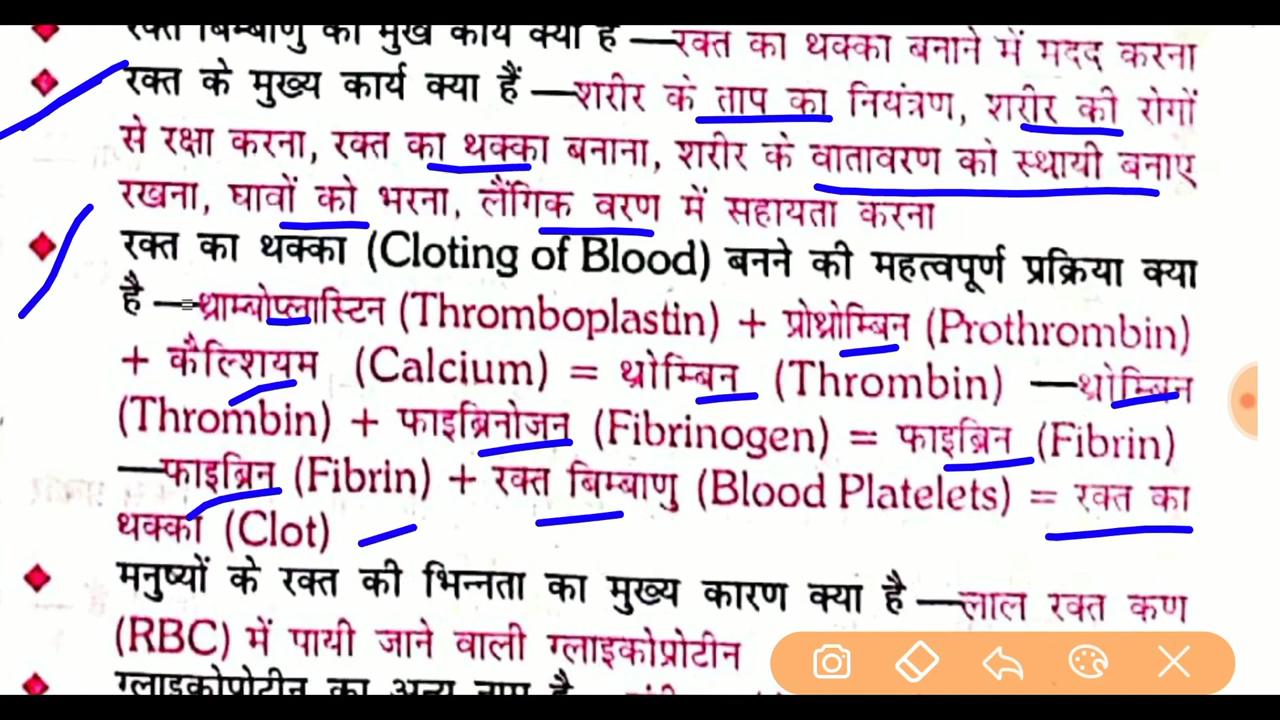 रक्त बिम्बाणु का मुख्य कार्य क्या है —रक्त का थक्का बनाने में मदद करना
रक्त के मुख्य कार्य क्या हैं —शरीर के ताप का नियंत्रण, शरीर की रोगों
से रक्षा करना, रक्त का थक्का बनाना, शरीर के वातावरण को स्थायी बनाए
रखना, घावों को भरना, लैंगिक वरण में सहायता करना
रक्त का थक्का (Cloting of Blood) बनने की महत्वपूर्ण प्रक्रिया क्या
है —थ्राम्बोप्लास्टिन (Thromboplastin) + प्रोथ्रोम्बिन (Prothrombin)
+ कैल्शियम (Calcium) = थ्रोम्बिन (Thrombin) —थ्रोम्बिन
(Thrombin) + फाइब्रिनोजन (Fibrinogen) = फाइब्रिन (Fibrin)
—फाइब्रिन (Fibrin) + रक्त बिम्बाणु (Blood Platelets) = रक्त का
थक्का (Clot)
मनुष्यों के रक्त की भिन्नता का मुख्य कारण क्या है —लाल रक्त कण
(RBC) में पायी जाने वाली ग्लाइकोप्रोटीन
ग्लाइकोप्रोटीन का अन्य नाम है